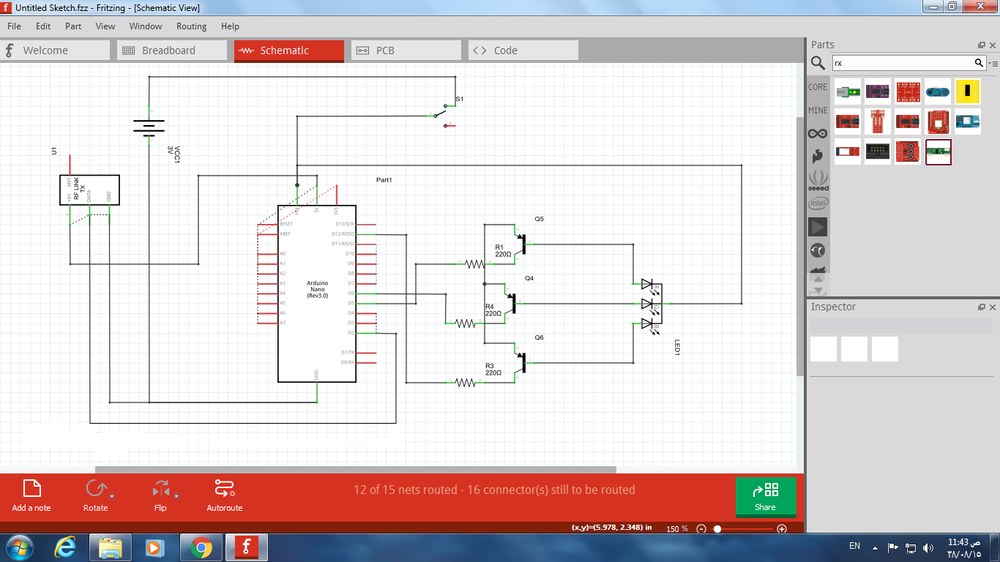 Untitled Sketch.fzz - Fritzing - [Schematic View]
File Edit Part View Window Routing Help
Welcome
Breadboard
Schematic
PCB
Code
Parts
rx
CORE
MINE
seeed
intel
S1
VCC1
3V
U1
ANT
RF LINK
TX
+5V
DATA
GND
Part1
VIN
5V
3V3
RESET
AREF
A0
A1
A2
A3
A4
A5
A6
A7
D13/SCK
D12/MISO
D11/MOSI
D10
D9
D8
D7
D6
D5
D4
D3
D2
D1/TX
D0/RX
GND
Arduino
Nano
(Rev3.0)
Q5
R1
220Ω
Q4
R4
220Ω
Q6
R3
220Ω
R
G
B
LED1
Inspector
Add a note
Rotate
Flip
Autoroute
12 of 15 nets routed - 16 connector(s) still to be routed
Share
(x,y)=(5.978, 2.348) in
150 %
EN
11:43 ص
٣٨/٠٨/١٥